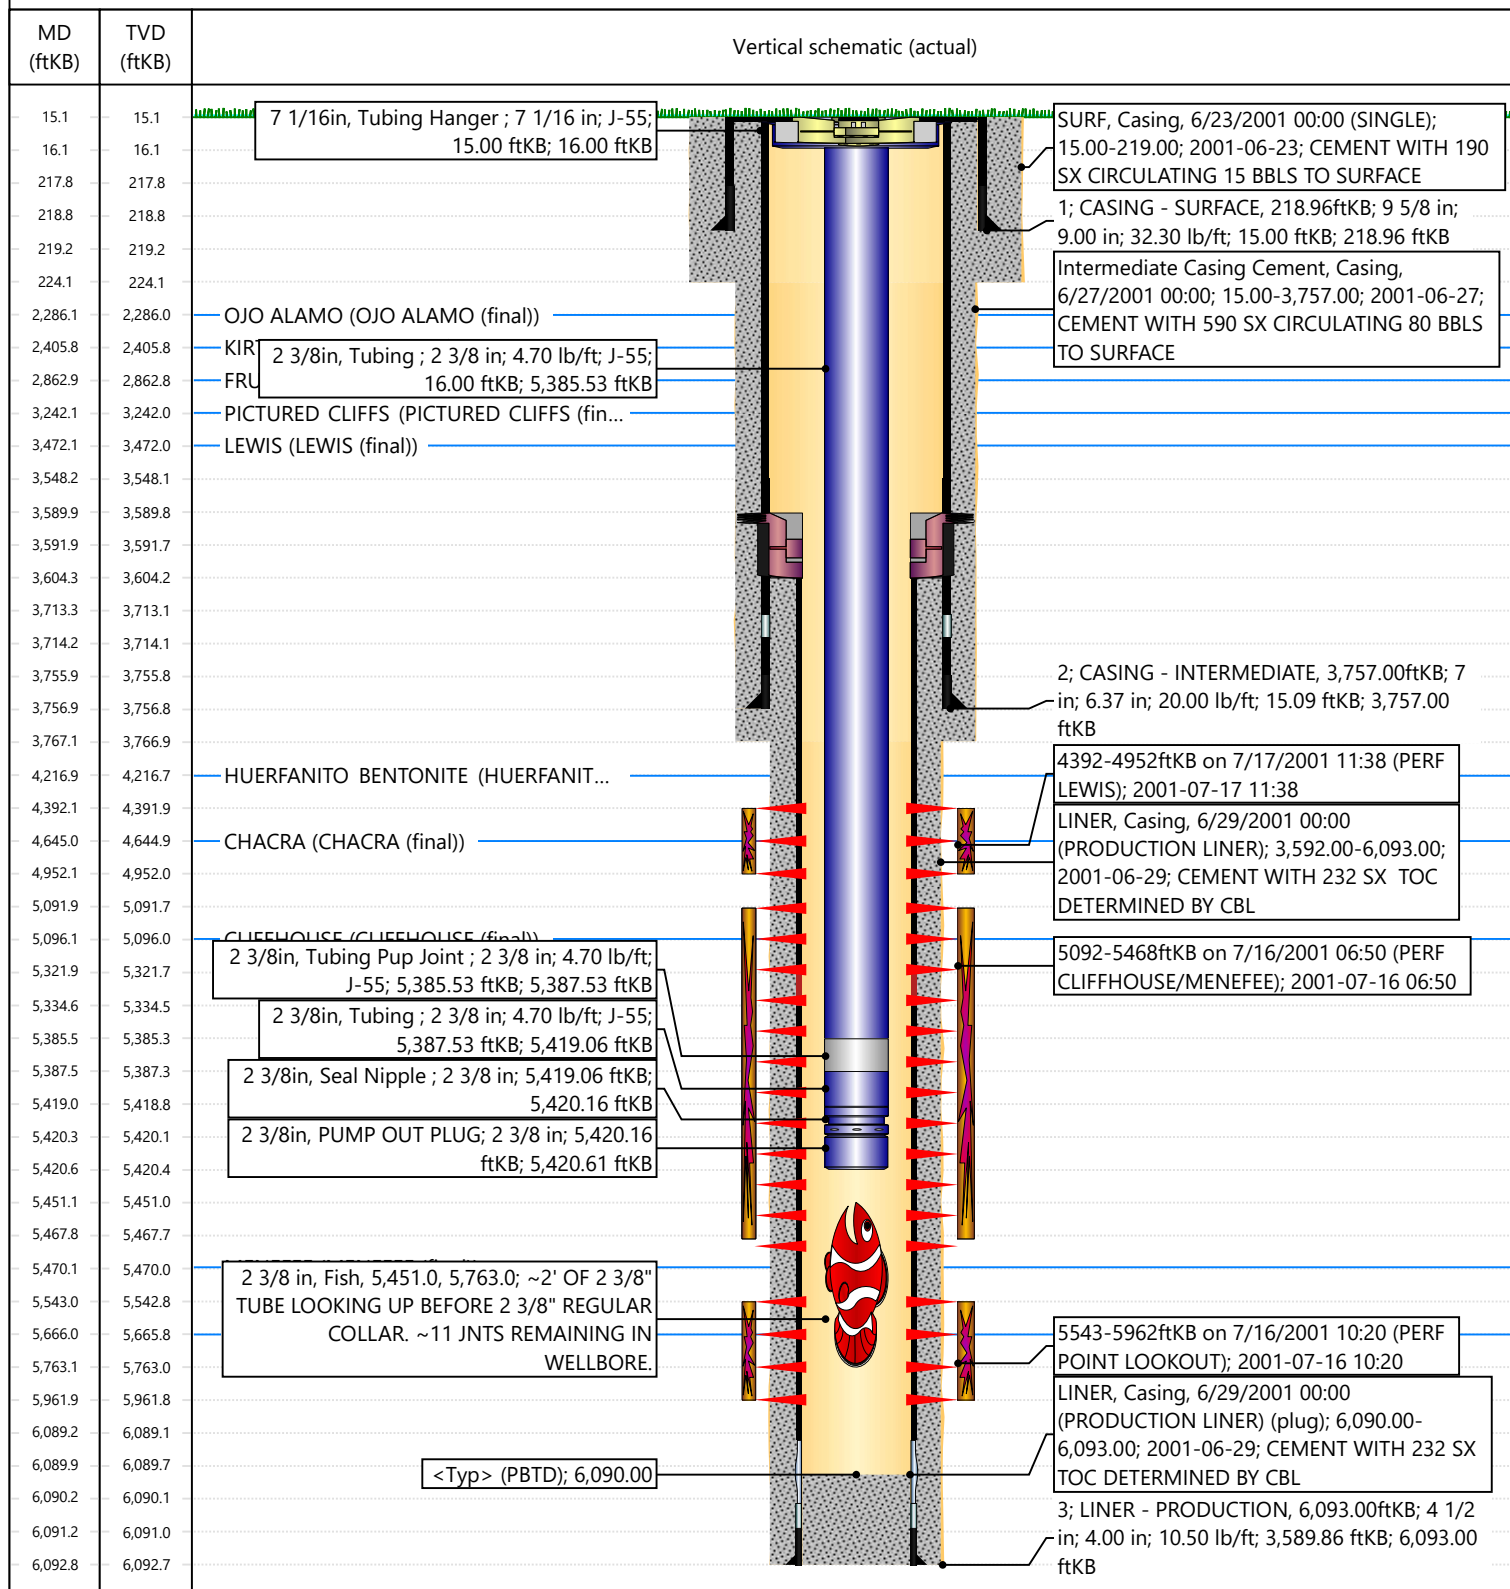 MD
(ftKB)
TVD
(ftKB)
Vertical schematic (actual)
15.1 15.1
16.1 16.1
217.8 217.8
218.8 218.8
219.2 219.2
224.1 224.1
2,286.1 2,286.0
2,405.8 2,405.8
2,862.9 2,862.8
3,242.1 3,242.0
3,472.1 3,472.0
3,548.2 3,548.1
3,589.9 3,589.8
3,591.9 3,591.7
3,604.3 3,604.2
3,713.3 3,713.1
3,714.2 3,714.1
3,755.9 3,755.8
3,756.9 3,756.8
3,767.1 3,766.9
4,216.9 4,216.7
4,392.1 4,391.9
4,645.0 4,644.9
4,952.1 4,952.0
5,091.9 5,091.7
5,096.1 5,096.0
5,321.9 5,321.7
5,334.6 5,334.5
5,385.5 5,385.3
5,387.5 5,387.3
5,419.0 5,418.8
5,420.3 5,420.1
5,420.6 5,420.4
5,451.1 5,451.0
5,467.8 5,467.7
5,470.1 5,470.0
5,543.0 5,542.8
5,666.0 5,665.8
5,763.1 5,763.0
5,961.9 5,961.8
6,089.2 6,089.1
6,089.9 6,089.7
6,090.2 6,090.1
6,091.2 6,091.0
6,092.8 6,092.7
7 1/16in, Tubing Hanger ; 7 1/16 in; J-55;
15.00 ftKB; 16.00 ftKB
OJO ALAMO (OJO ALAMO (final))
KIR
2 3/8in, Tubing ; 2 3/8 in; 4.70 lb/ft; J-55;
16.00 ftKB; 5,385.53 ftKB
FRU
PICTURED CLIFFS (PICTURED CLIFFS (fin...
LEWIS (LEWIS (final))
HUERFANITO BENTONITE (HUERFANIT...
CHACRA (CHACRA (final))
CLIFFHOUSE (CLIFFHOUSE (final))
2 3/8in, Tubing Pup Joint ; 2 3/8 in; 4.70 lb/ft;
J-55; 5,385.53 ftKB; 5,387.53 ftKB
2 3/8in, Tubing ; 2 3/8 in; 4.70 lb/ft; J-55;
5,387.53 ftKB; 5,419.06 ftKB
2 3/8in, Seal Nipple ; 2 3/8 in; 5,419.06 ftKB;
5,420.16 ftKB
2 3/8in, PUMP OUT PLUG; 2 3/8 in; 5,420.16
ftKB; 5,420.61 ftKB
2 3/8 in, Fish, 5,451.0, 5,763.0; ~2' OF 2 3/8"
TUBE LOOKING UP BEFORE 2 3/8" REGULAR
COLLAR. ~11 JNTS REMAINING IN
WELLBORE.
<Typ> (PBTD); 6,090.00
SURF, Casing, 6/23/2001 00:00 (SINGLE);
15.00-219.00; 2001-06-23; CEMENT WITH 190
SX CIRCULATING 15 BBLS TO SURFACE
1; CASING - SURFACE, 218.96ftKB; 9 5/8 in;
9.00 in; 32.30 lb/ft; 15.00 ftKB; 218.96 ftKB
Intermediate Casing Cement, Casing,
6/27/2001 00:00; 15.00-3,757.00; 2001-06-27;
CEMENT WITH 590 SX CIRCULATING 80 BBLS
TO SURFACE
2; CASING - INTERMEDIATE, 3,757.00ftKB; 7
in; 6.37 in; 20.00 lb/ft; 15.09 ftKB; 3,757.00
ftKB
4392-4952ftKB on 7/17/2001 11:38 (PERF
LEWIS); 2001-07-17 11:38
LINER, Casing, 6/29/2001 00:00
(PRODUCTION LINER); 3,592.00-6,093.00;
2001-06-29; CEMENT WITH 232 SX TOC
DETERMINED BY CBL
5092-5468ftKB on 7/16/2001 06:50 (PERF
CLIFFHOUSE/MENEFEE); 2001-07-16 06:50
5543-5962ftKB on 7/16/2001 10:20 (PERF
POINT LOOKOUT); 2001-07-16 10:20
LINER, Casing, 6/29/2001 00:00
(PRODUCTION LINER) (plug); 6,090.00-
6,093.00; 2001-06-29; CEMENT WITH 232 SX
TOC DETERMINED BY CBL
3; LINER - PRODUCTION, 6,093.00ftKB; 4 1/2
in; 4.00 in; 10.50 lb/ft; 3,589.86 ftKB; 6,093.00
ftKB